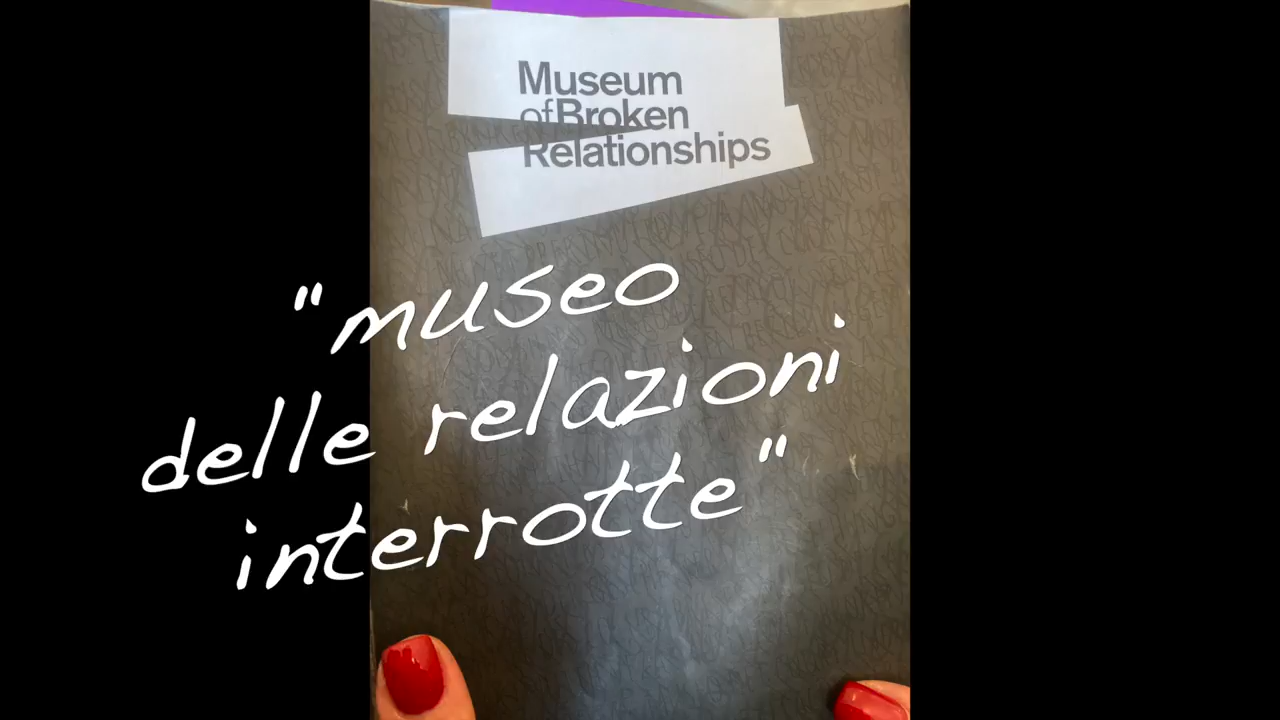 Museum
of Broken
Relationships
"museo
delle relazioni
interrotte"